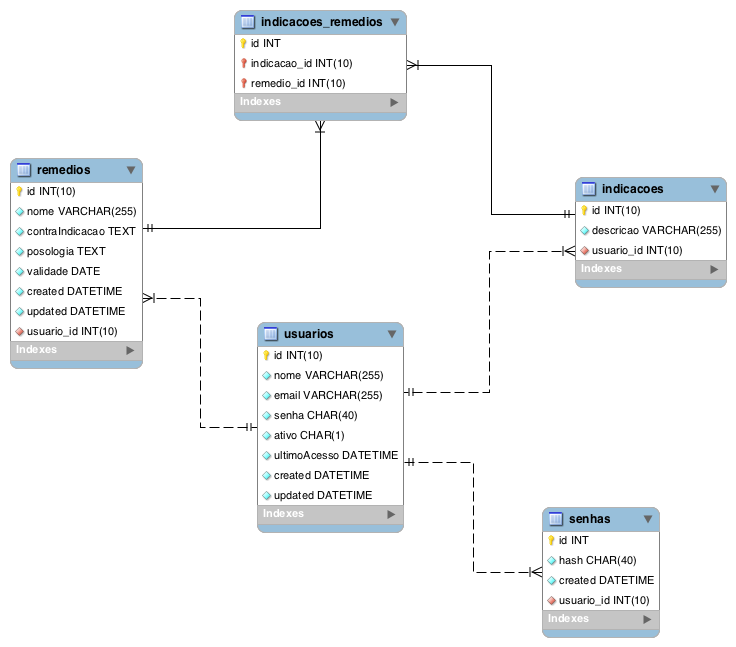 indicacoes_remedios
id INT
indicacao_id INT(10)
remedio_id INT(10)
Indexes
remedios
id INT(10)
nome VARCHAR(255)
contraIndicacao TEXT
posologia TEXT
validade DATE
created DATETIME
updated DATETIME
usuario_id INT(10)
Indexes
indicacoes
id INT(10)
descricao VARCHAR(255)
usuario_id INT(10)
Indexes
usuarios
id INT(10)
nome VARCHAR(255)
email VARCHAR(255)
senha CHAR(40)
ativo CHAR(1)
ultimoAcesso DATETIME
created DATETIME
updated DATETIME
Indexes
senhas
id INT
hash CHAR(40)
created DATETIME
usuario_id INT(10)
Indexes